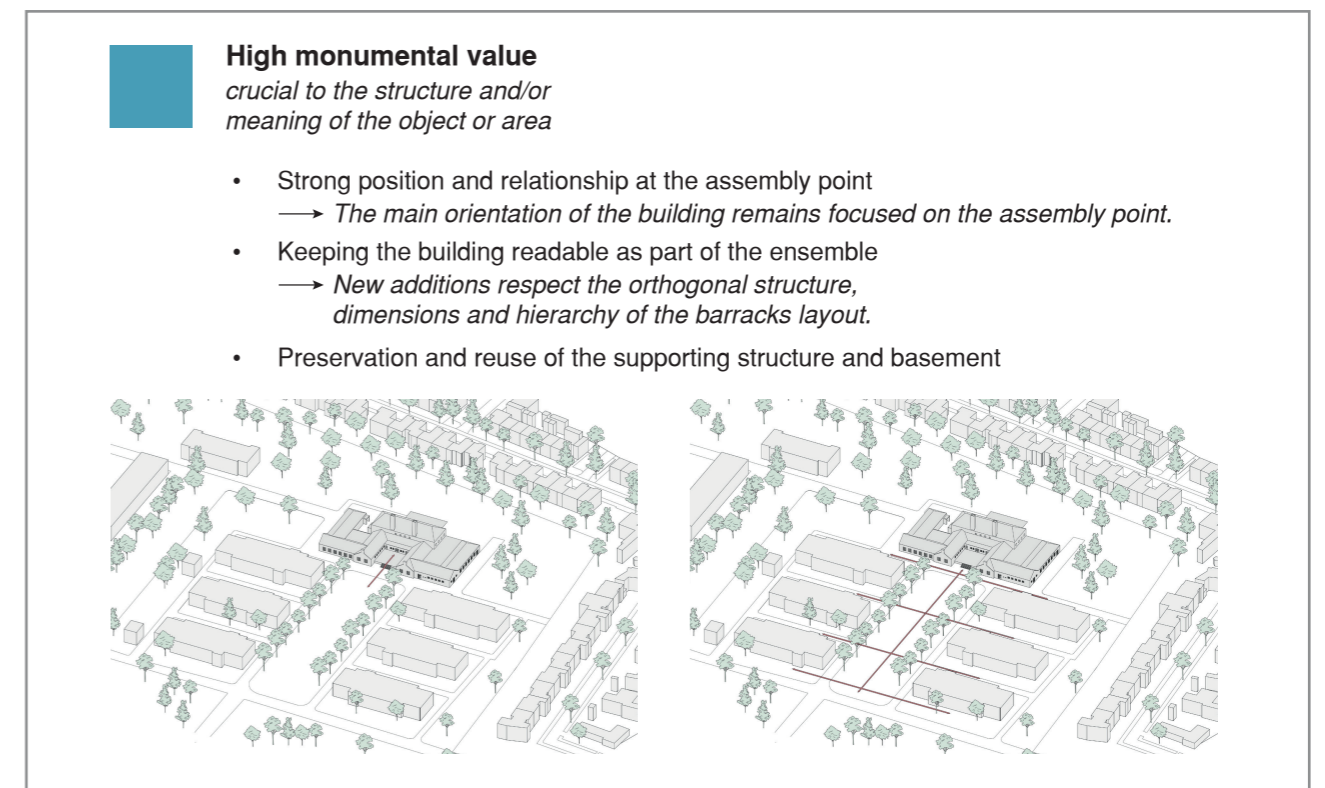 High monumental value
crucial to the structure and/or
meaning of the object or area
• Strong position and relationship at the assembly point
→ The main orientation of the building remains focused on the assembly point.
• Keeping the building readable as part of the ensemble
→ New additions respect the orthogonal structure,
dimensions and hierarchy of the barracks layout.
• Preservation and reuse of the supporting structure and basement